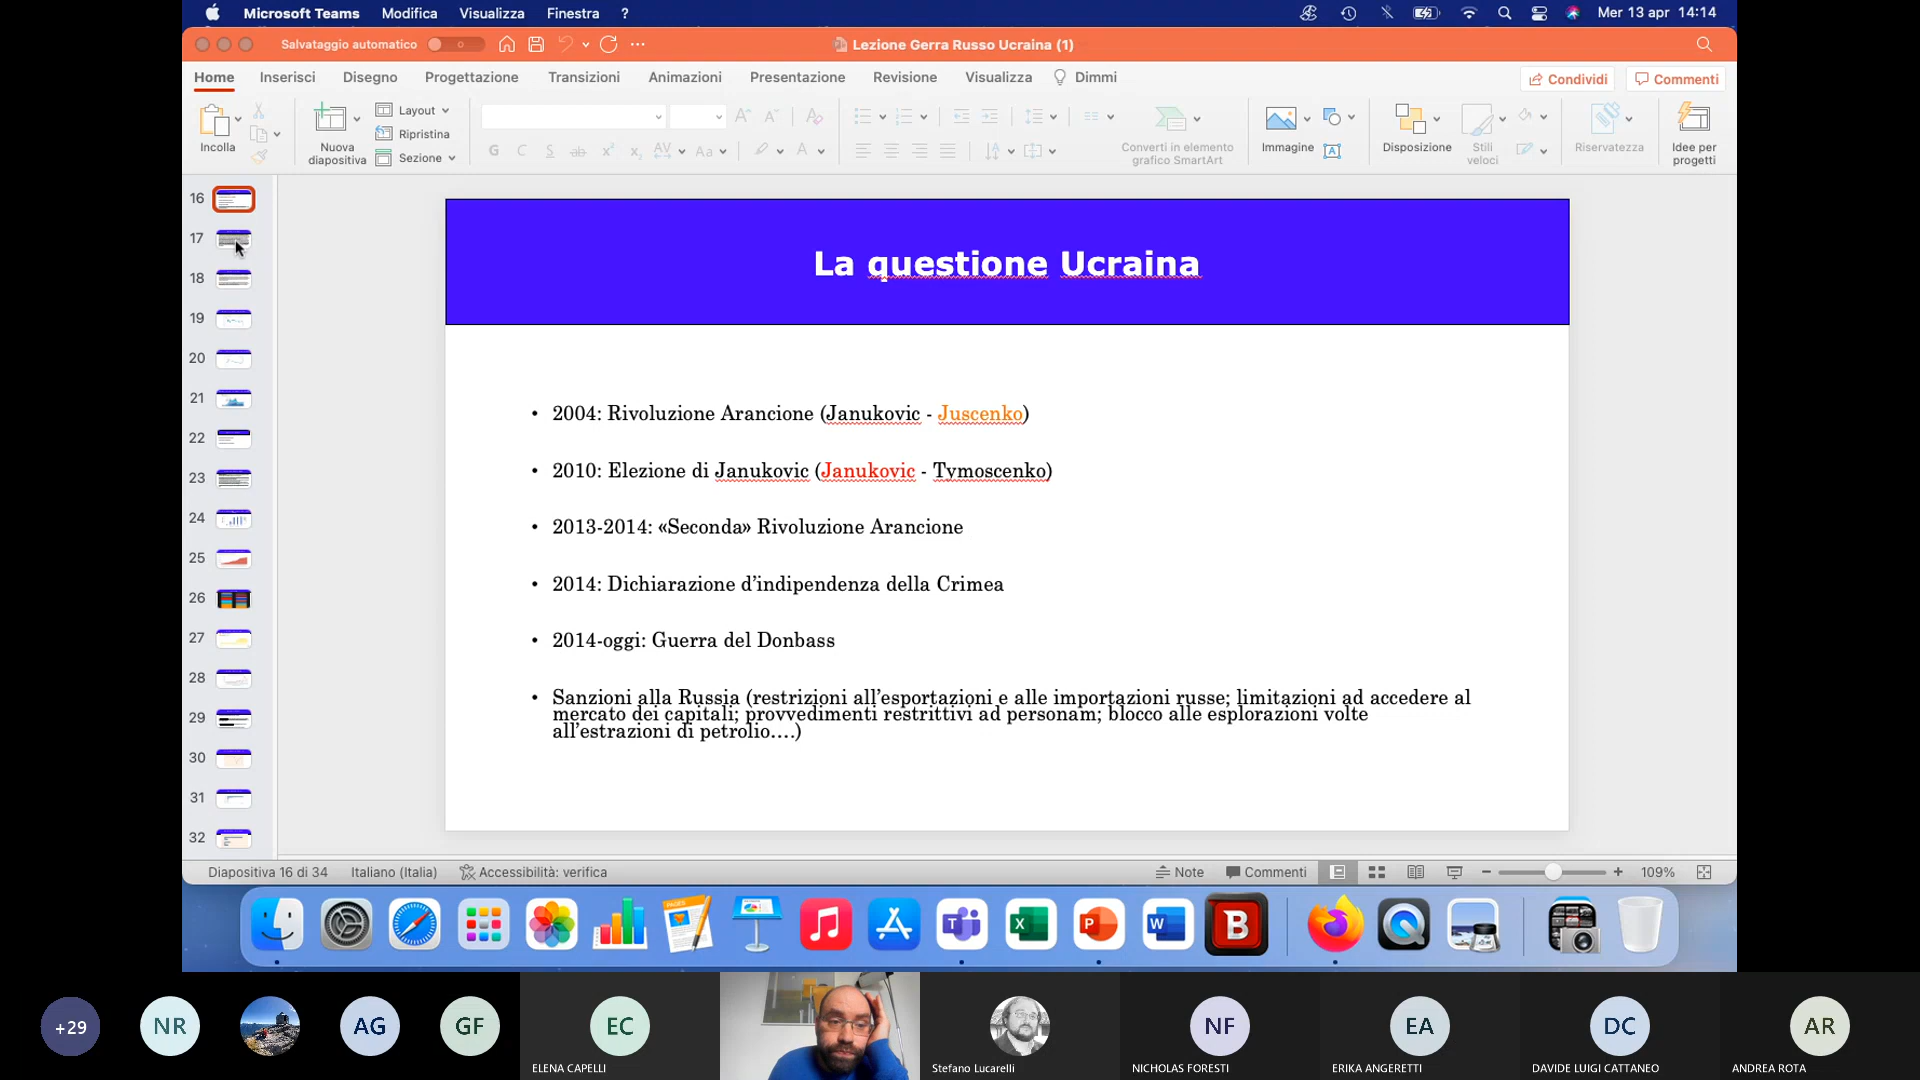 Microsoft Teams Modifica Visualizza Finestra ? Mer 13 apr 14:14
Salvataggio automatico Lezione Gerra Russo Ucraina (1)
Home Inserisci Disegno Progettazione Transizioni Animazioni Presentazione Revisione Visualizza Dimmi Condividi Commenti
Incolla
Nuova diapositiva
Layout
Ripristina
Sezione
G C S ab x² x₂ AV Aa A
Converti in elemento grafico SmartArt
Immagine
Disposizione
Stili veloci
Riservatezza
Idee per progetti
16
17
18
19
20
21
22
23
24
25
26
27
28
29
30
31
32
La questione Ucraina
• 2004: Rivoluzione Arancione (Janukovic - Juscenko)
• 2010: Elezione di Janukovic (Janukovic - Tymoscenko)
• 2013-2014: «Seconda» Rivoluzione Arancione
• 2014: Dichiarazione d’indipendenza della Crimea
• 2014-oggi: Guerra del Donbass
• Sanzioni alla Russia (restrizioni all’esportazioni e alle importazioni russe; limitazioni ad accedere al
mercato dei capitali; provvedimenti restrittivi ad personam; blocco alle esplorazioni volte
all’estrazioni di petrolio….)
Diapositiva 16 di 34 Italiano (Italia) Accessibilità: verifica Note Commenti 109%
+29 NR AG GF EC NF EA DC AR
ELENA CAPELLI Stefano Lucarelli NICHOLAS FORESTI ERIKA ANGERETTI DAVIDE LUIGI CATTANEO ANDREA ROTA